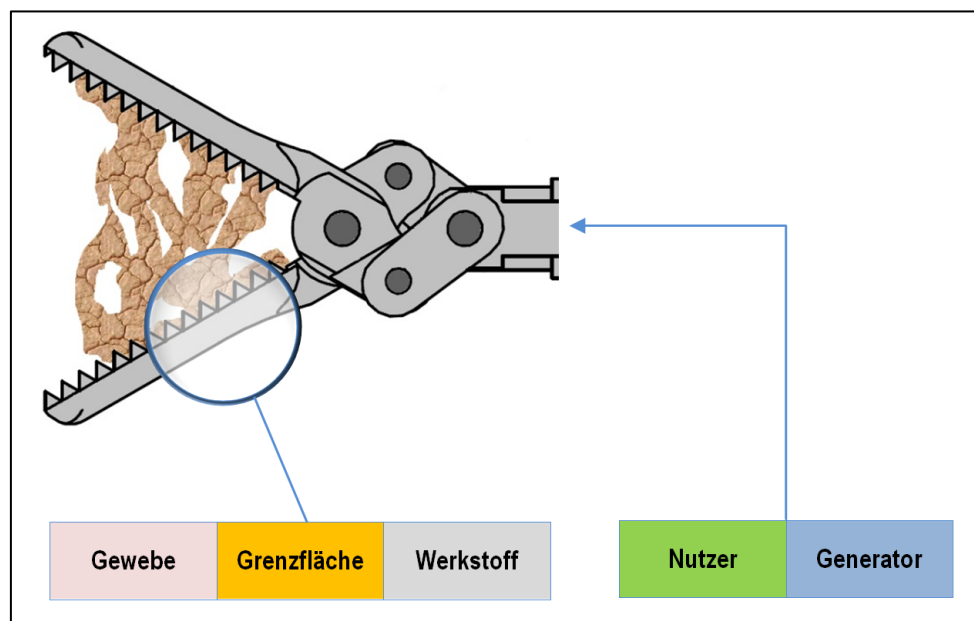 Gewebe
Grenzfläche
Werkstoff
Nutzer
Generator